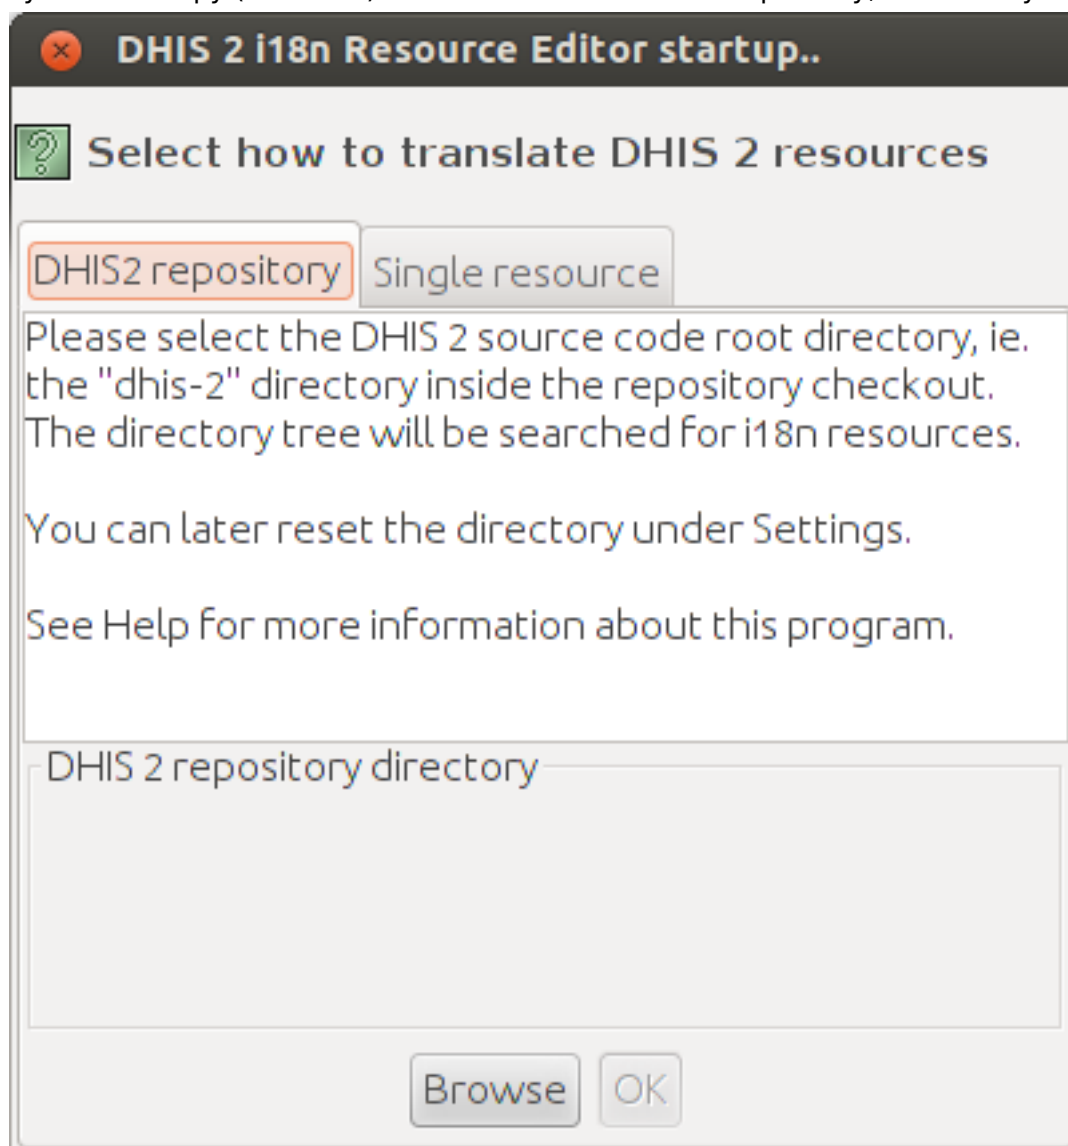 DHIS 2 i18n Resource Editor startup..
Select how to translate DHIS 2 resources
DHIS2 repository Single resource
Please select the DHIS 2 source code root directory, ie.
the "dhis-2" directory inside the repository checkout.
The directory tree will be searched for i18n resources.
You can later reset the directory under Settings.
See Help for more information about this program.
DHIS 2 repository directory
Browse OK